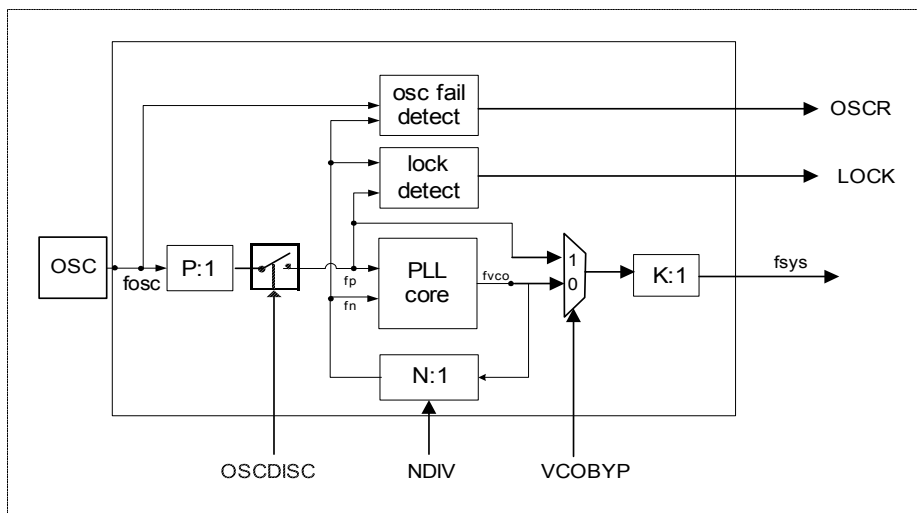 osc fail
detect
OSCR
lock
detect
LOCK
OSC
fosc
P:1
fp
fn
PLL
core
fvco
1
0
K:1
fsys
N:1
OSCDISC
NDIV
VCOBYP